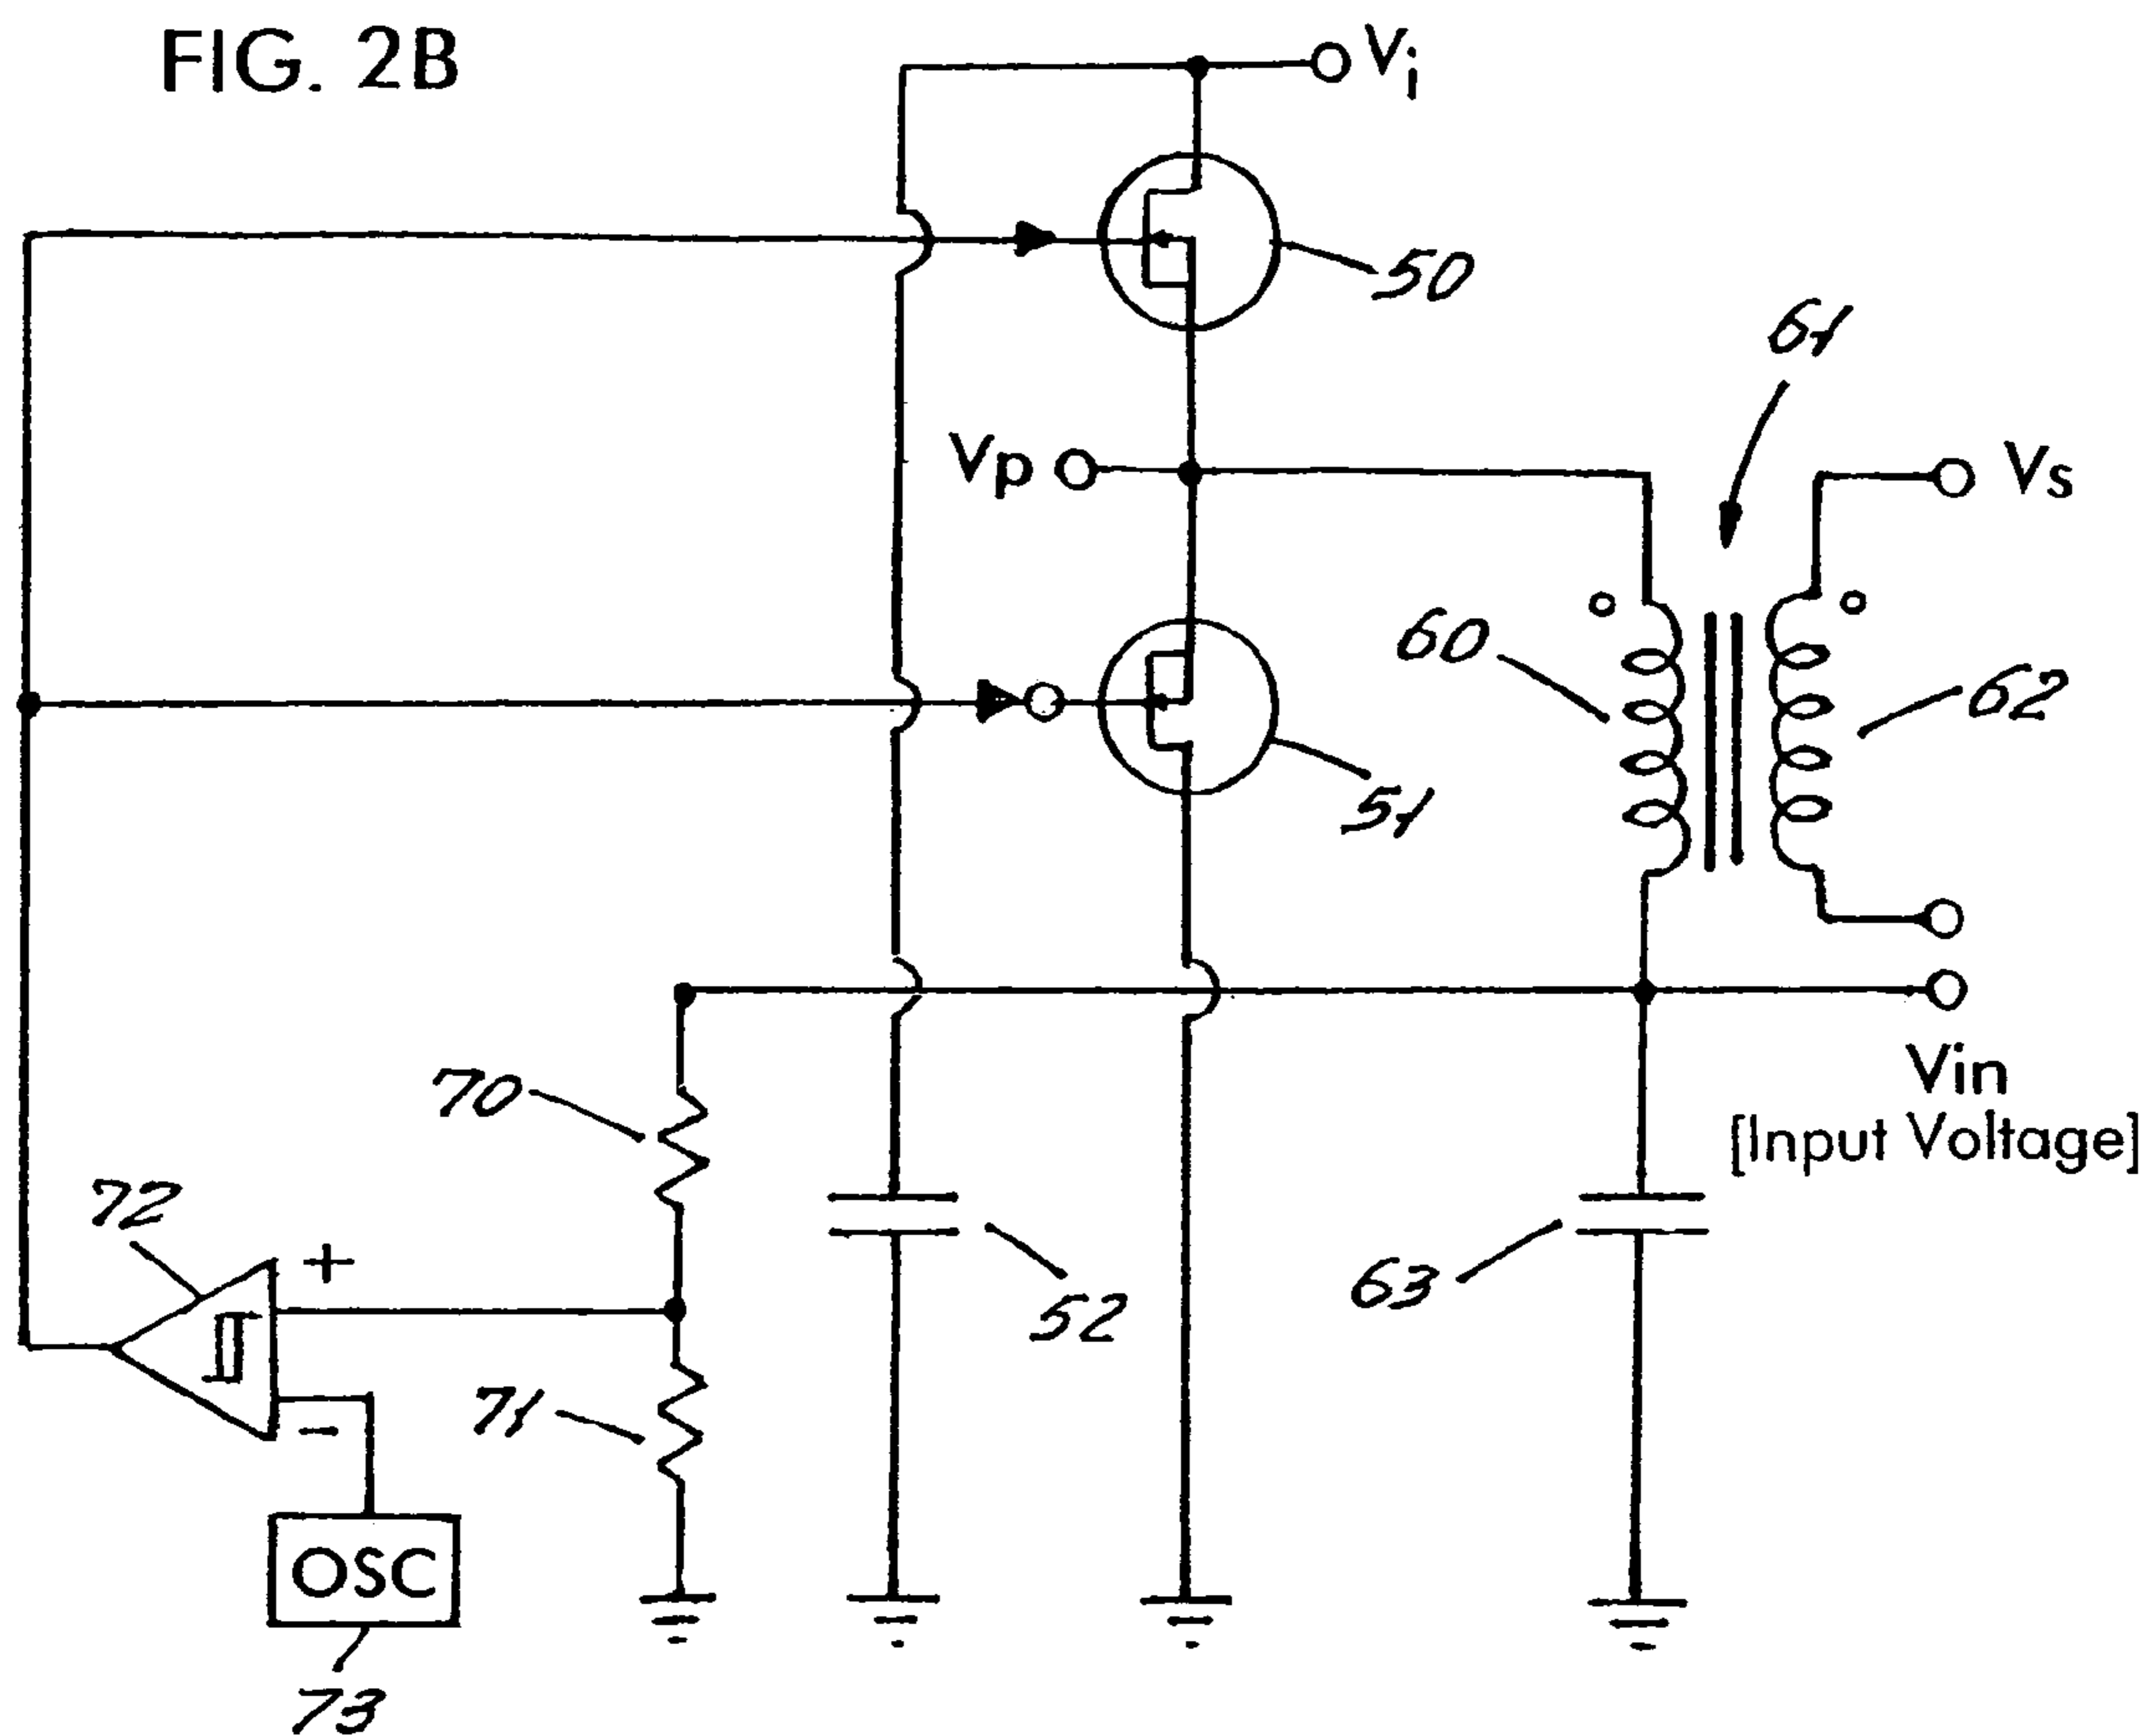 FIG. 2B
Vi
50
61
Vp
Vs
60
62
51
70
Vin
[Input Voltage]
72
+
52
63
71
-
OSC
73